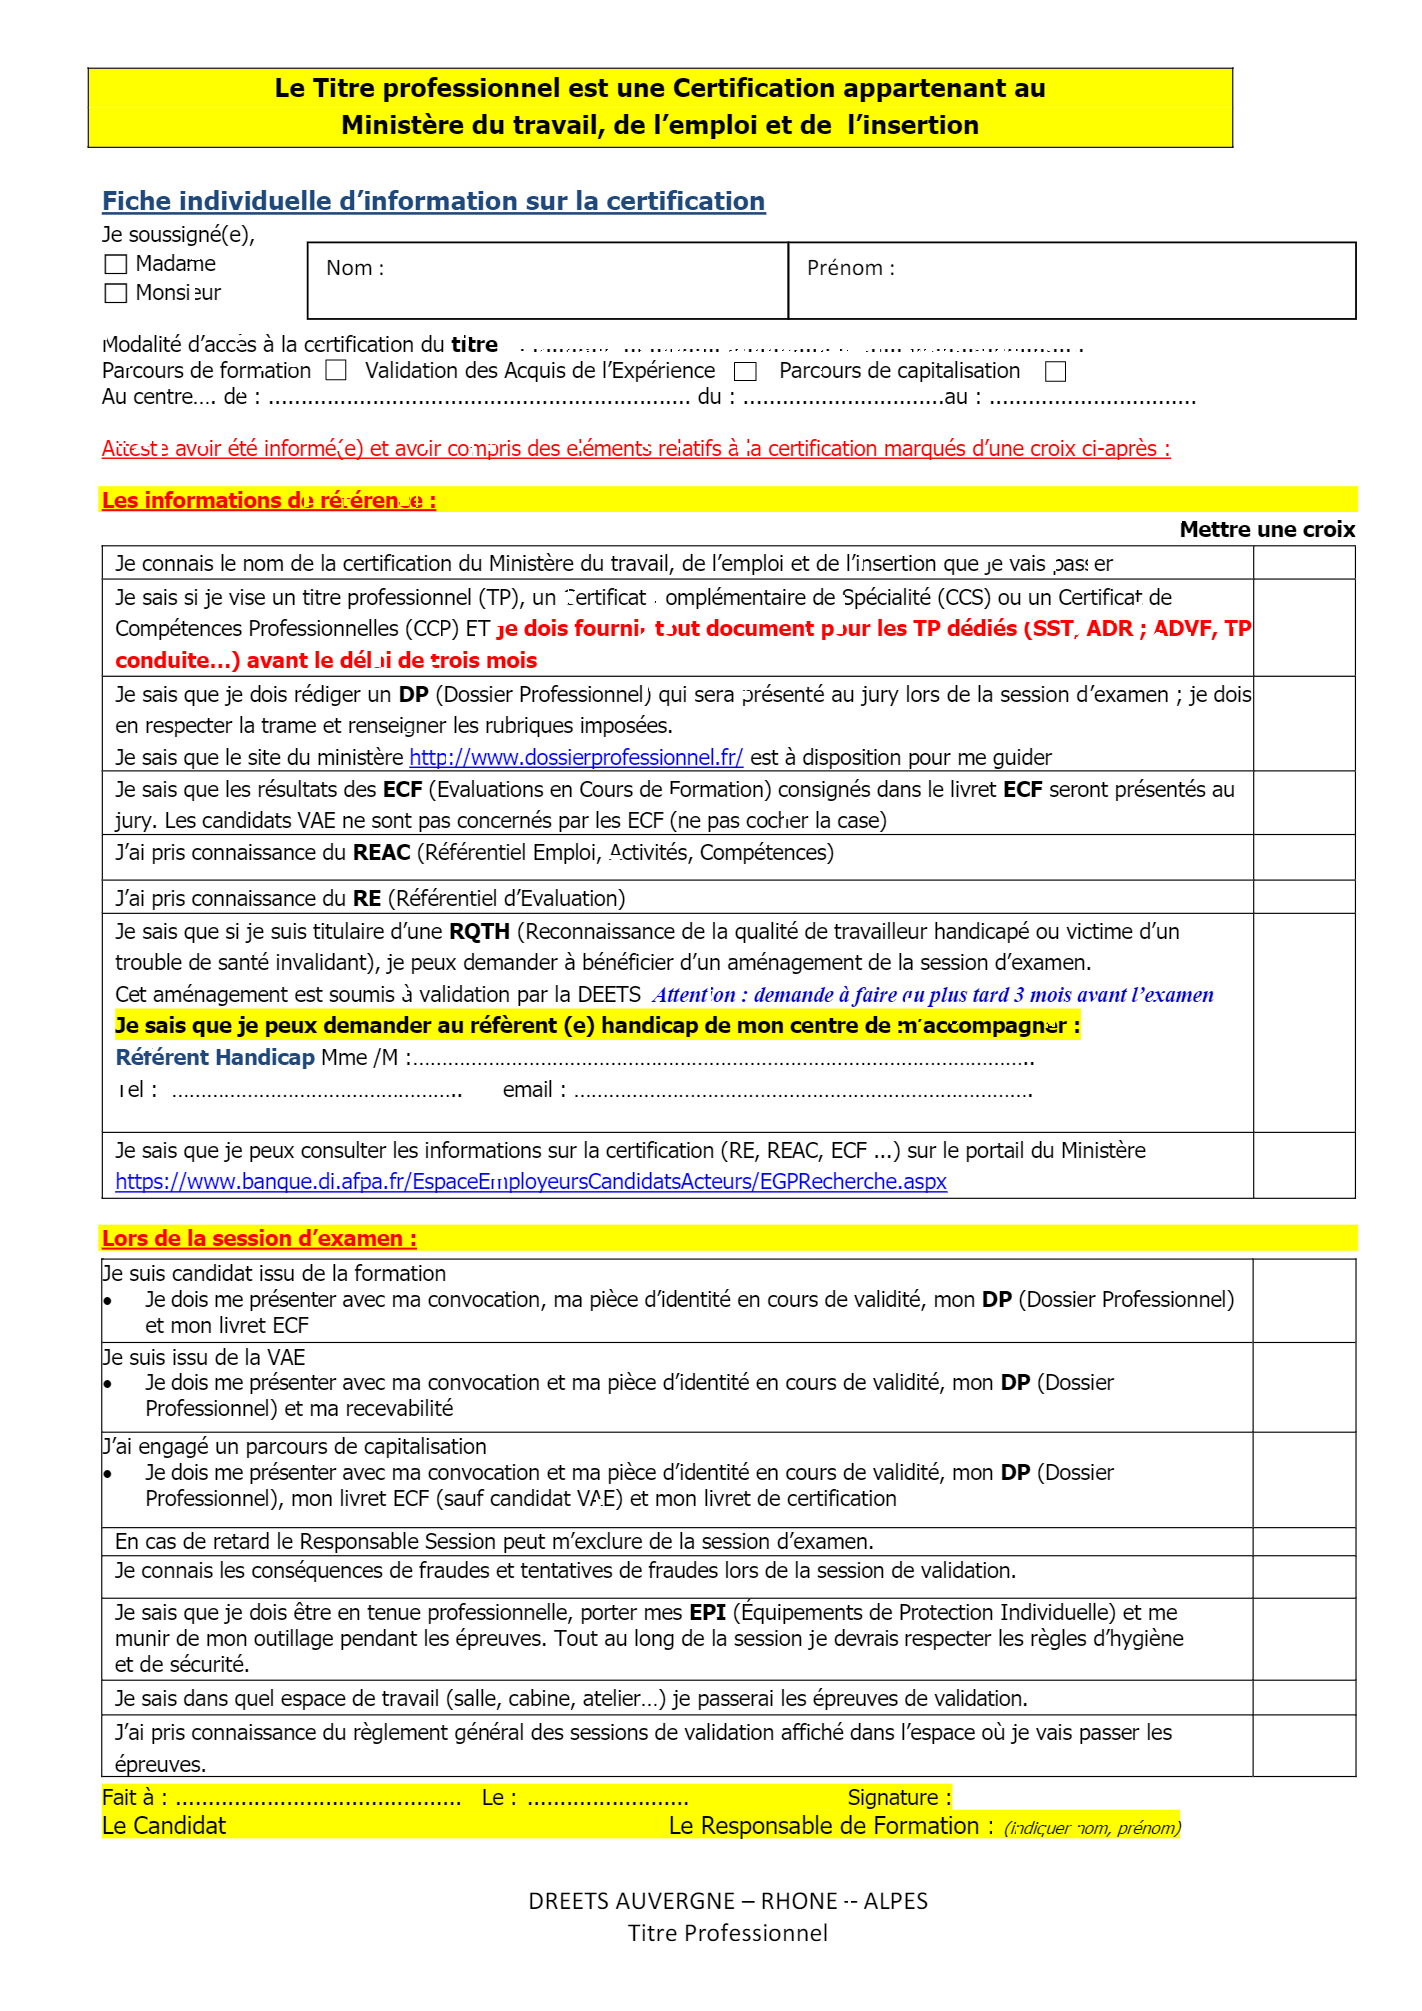 Le Titre professionnel est une Certification appartenant au
Ministère du travail, de l’emploi et de l’insertion
Fiche individuelle d’information sur la certification
Je soussigné(e),
Madame
Monsieur
Nom :
Prénom :
Modalité d’accès à la certification du titre
Parcours de formation Validation des Acquis de l’Expérience Parcours de capitalisation
Au centre…. de : ................................................................. du : ...............................au : ................................
Atteste avoir été informé(e) et avoir compris des eléments relatifs à la certification marqués d’une croix ci-après :
Les informations de référence :
Mettre une croix
Je connais le nom de la certification du Ministère du travail, de l’emploi et de l’insertion que je vais passer
Je sais si je vise un titre professionnel (TP), un Certificat Complémentaire de Spécialité (CCS) ou un Certificat de
Compétences Professionnelles (CCP) ET je dois fournir tout document pour les TP dédiés (SST, ADR ; ADVF, TP
conduite…) avant le délai de trois mois
Je sais que je dois rédiger un DP (Dossier Professionnel) qui sera présenté au jury lors de la session d’examen ; je dois
en respecter la trame et renseigner les rubriques imposées.
Je sais que le site du ministère http://www.dossierprofessionnel.fr/ est à disposition pour me guider
Je sais que les résultats des ECF (Evaluations en Cours de Formation) consignés dans le livret ECF seront présentés au
jury. Les candidats VAE ne sont pas concernés par les ECF (ne pas cocher la case)
J’ai pris connaissance du REAC (Référentiel Emploi, Activités, Compétences)
J’ai pris connaissance du RE (Référentiel d’Evaluation)
Je sais que si je suis titulaire d’une RQTH (Reconnaissance de la qualité de travailleur handicapé ou victime d’un
trouble de santé invalidant), je peux demander à bénéficier d’un aménagement de la session d’examen.
Cet aménagement est soumis à validation par la DEETS Attention : demande à faire au plus tard 3 mois avant l’examen
Je sais que je peux demander au réfèrent (e) handicap de mon centre de m’accompagner :
Référent Handicap Mme /M :……………………………………………………………………………………………..
Tel : ………………………………………….. email : …………………………………………………………………….
Je sais que je peux consulter les informations sur la certification (RE, REAC, ECF ...) sur le portail du Ministère
https://www.banque.di.afpa.fr/EspaceEmployeursCandidatsActeurs/EGPRecherche.aspx
Lors de la session d’examen :
Je suis candidat issu de la formation
• Je dois me présenter avec ma convocation, ma pièce d’identité en cours de validité, mon DP (Dossier Professionnel)
et mon livret ECF
Je suis issu de la VAE
• Je dois me présenter avec ma convocation et ma pièce d’identité en cours de validité, mon DP (Dossier
Professionnel) et ma recevabilité
J’ai engagé un parcours de capitalisation
• Je dois me présenter avec ma convocation et ma pièce d’identité en cours de validité, mon DP (Dossier
Professionnel), mon livret ECF (sauf candidat VAE) et mon livret de certification
En cas de retard le Responsable Session peut m’exclure de la session d’examen.
Je connais les conséquences de fraudes et tentatives de fraudes lors de la session de validation.
Je sais que je dois être en tenue professionnelle, porter mes EPI (Équipements de Protection Individuelle) et me
munir de mon outillage pendant les épreuves. Tout au long de la session je devrais respecter les règles d’hygiène
et de sécurité.
Je sais dans quel espace de travail (salle, cabine, atelier…) je passerai les épreuves de validation.
J’ai pris connaissance du règlement général des sessions de validation affiché dans l’espace où je vais passer les
épreuves.
Fait à : ............................................ Le : ......................... Signature :
Le Candidat Le Responsable de Formation : (indiquer nom, prénom)
DREETS AUVERGNE – RHONE -- ALPES
Titre Professionnel